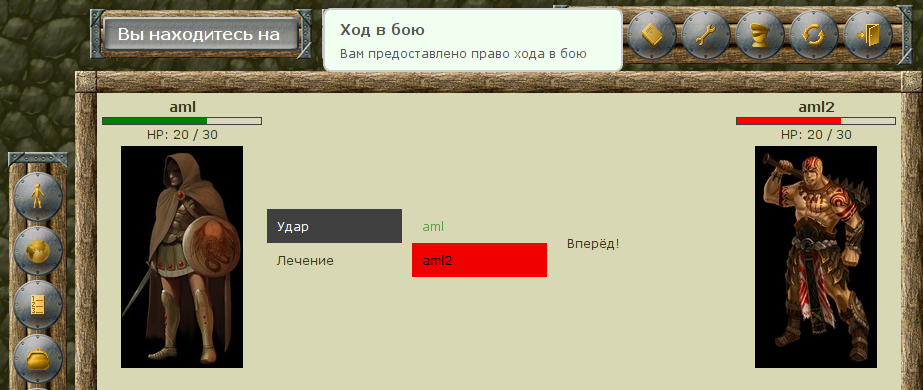 Вы находитесь на
Ход в бою
Вам предоставлено право хода в бою
aml
HP: 20 / 30
aml2
HP: 20 / 30
Удар
aml
Лечение
aml2
Вперёд!